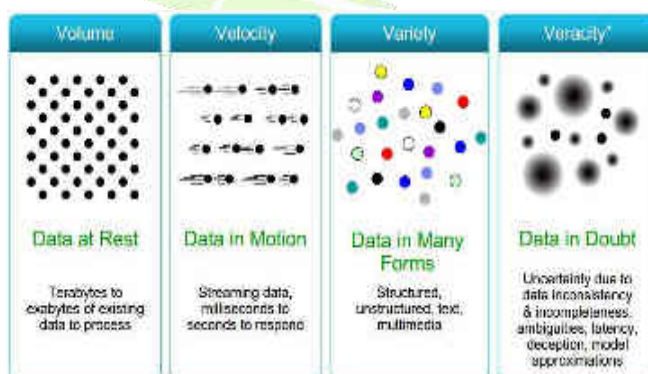 Volume
Velocity
Variety
Veracity*
Data at Rest
Data in Motion
Data in Many
Forms
Data in Doubt
Terabytes to
exabytes of existing
data to process
Streaming data,
milliseconds to
seconds to respond
Structured,
unstructured, text,
multimedia
Uncertainty due to
data inconsistency
& incompleteness,
ambiguities, latency,
deception, model
approximations